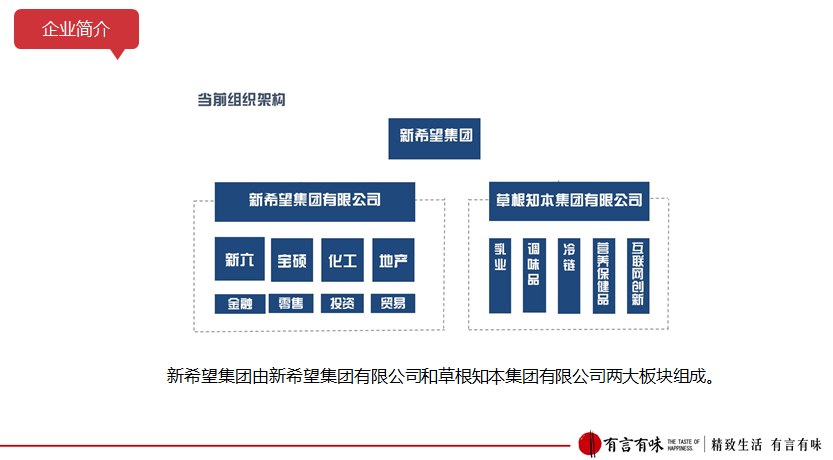 企业简介
当前组织架构
新希望集团
新希望集团有限公司
草根知本集团有限公司
新六
宝硕
化工
地产
金融
零售
投资
贸易
乳业
调味品
冷链
营养保健品
互联网创新
新希望集团由新希望集团有限公司和草根知本集团有限公司两大板块组成。
有言有味
THE TASTE OF
HAPPINESS.
精致生活 有言有味